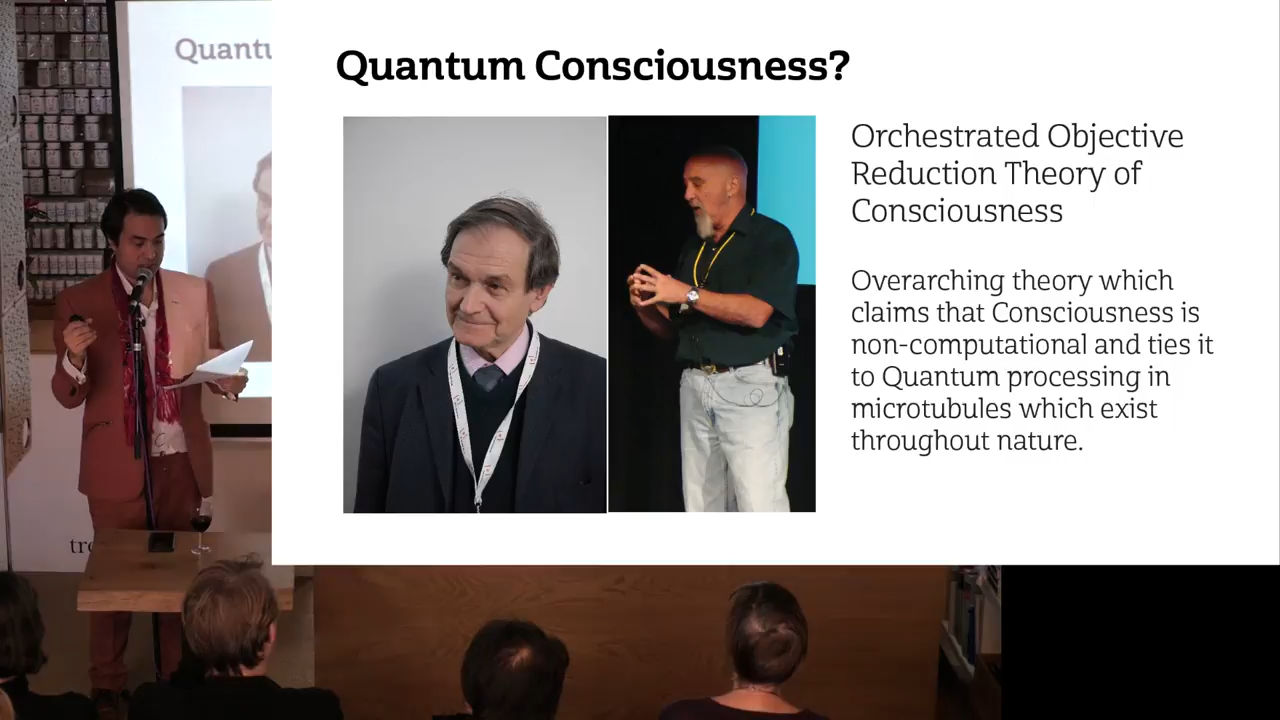 Quantu
Quantum Consciousness?
Orchestrated Objective
Reduction Theory of
Consciousness
Overarching theory which
claims that Consciousness is
non-computational and ties it
to Quantum processing in
microtubules which exist
throughout nature.